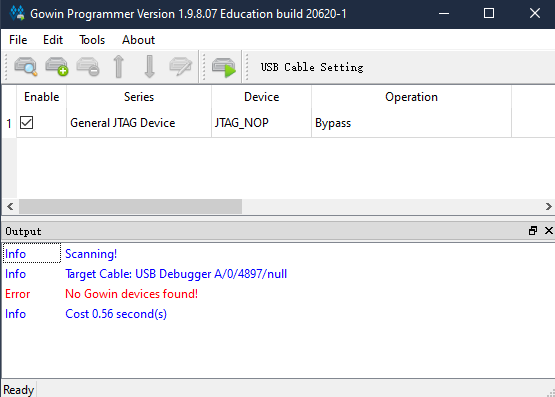 Gowin Programmer Version 1.9.8.07 Education build 20620-1
File Edit Tools About
USB Cable Setting
Enable Series Device Operation
1 General JTAG Device JTAG_NOP Bypass
Output
Info Scanning!
Info Target Cable: USB Debugger A/0/4897/null
Error No Gowin devices found!
Info Cost 0.56 second(s)
Ready